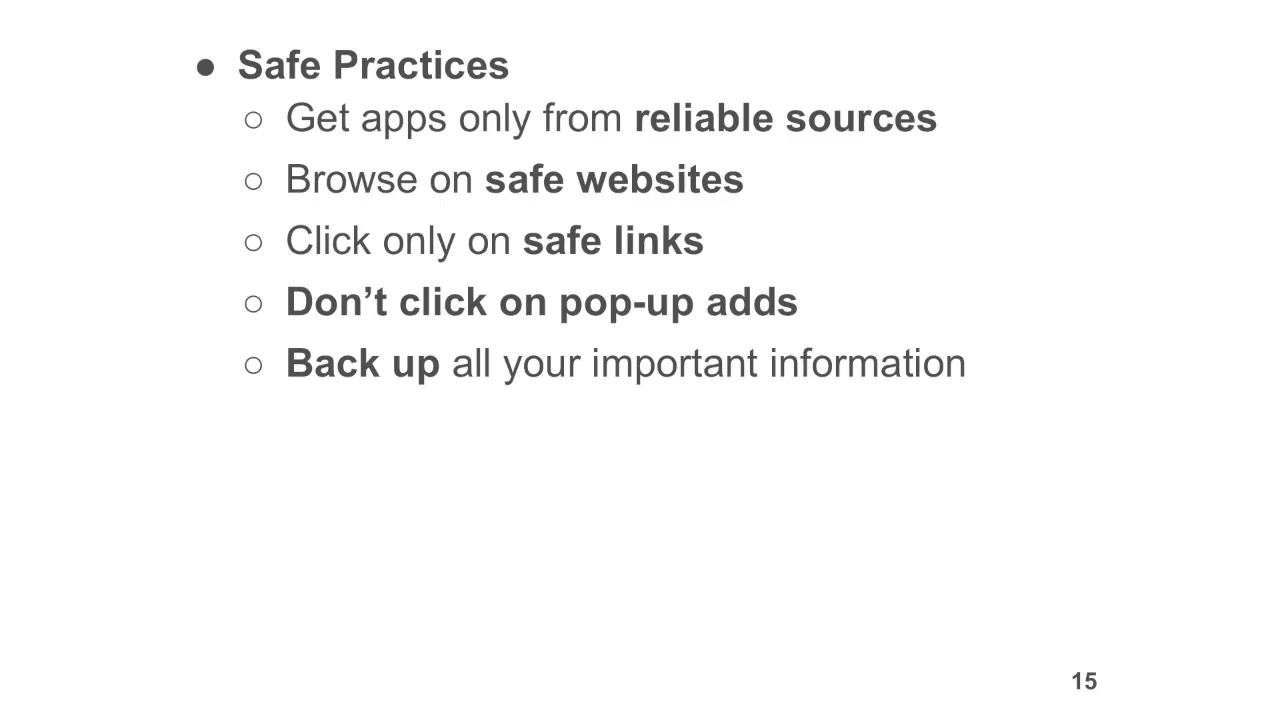 ● Safe Practices
○ Get apps only from reliable sources
○ Browse on safe websites
○ Click only on safe links
○ Don’t click on pop-up adds
○ Back up all your important information
15